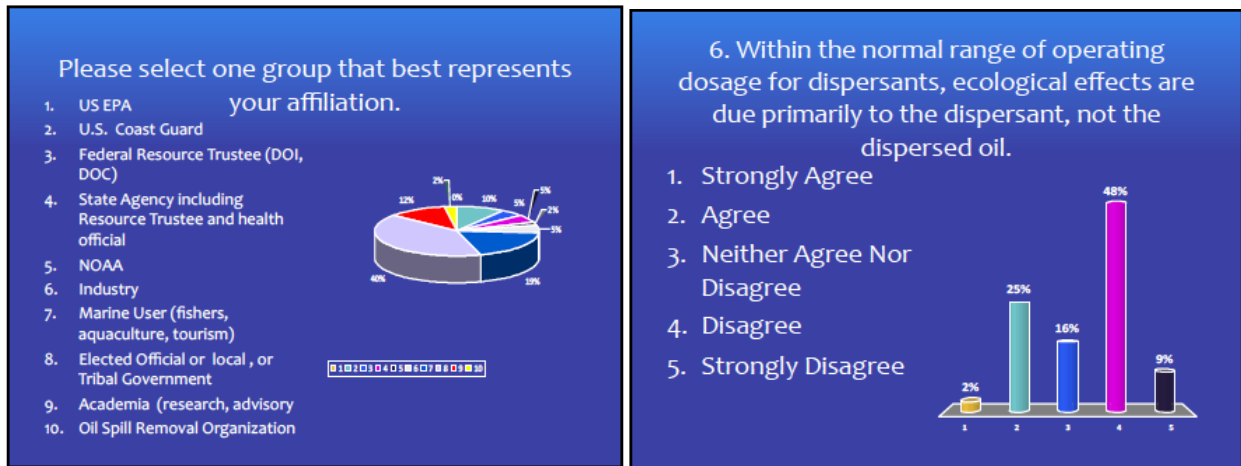 Please select one group that best represents
your affiliation.
1. US EPA
2. U.S. Coast Guard
3. Federal Resource Trustee (DOI,
DOC)
4. State Agency including
Resource Trustee and health
official
5. NOAA
6. Industry
7. Marine User (fishers,
aquaculture, tourism)
8. Elected Official or local , or
Tribal Government
9. Academia (research, advisory
10. Oil Spill Removal Organization
2%
0%
10%
5%
5%
2%
5%
19%
40%
12%
1 2 3 4 5 6 7 8 9 10
6. Within the normal range of operating
dosage for dispersants, ecological effects are
due primarily to the dispersant, not the
dispersed oil.
1. Strongly Agree
2. Agree
3. Neither Agree Nor
Disagree
4. Disagree
5. Strongly Disagree
2%
25%
16%
48%
9%
1 2 3 4 5